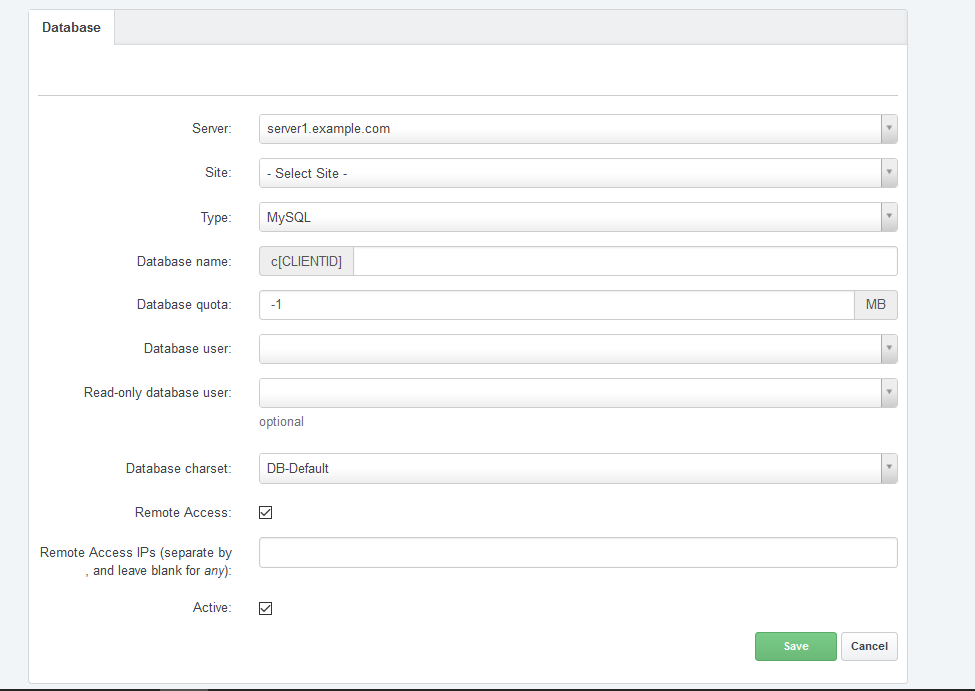 Database
Server: server1.example.com
Site: - Select Site -
Type: MySQL
Database name: c[CLIENTID]
Database quota: -1 MB
Database user:
Read-only database user:
optional
Database charset: DB-Default
Remote Access:
Remote Access IPs (separate by
, and leave blank for any):
Active:
Save Cancel